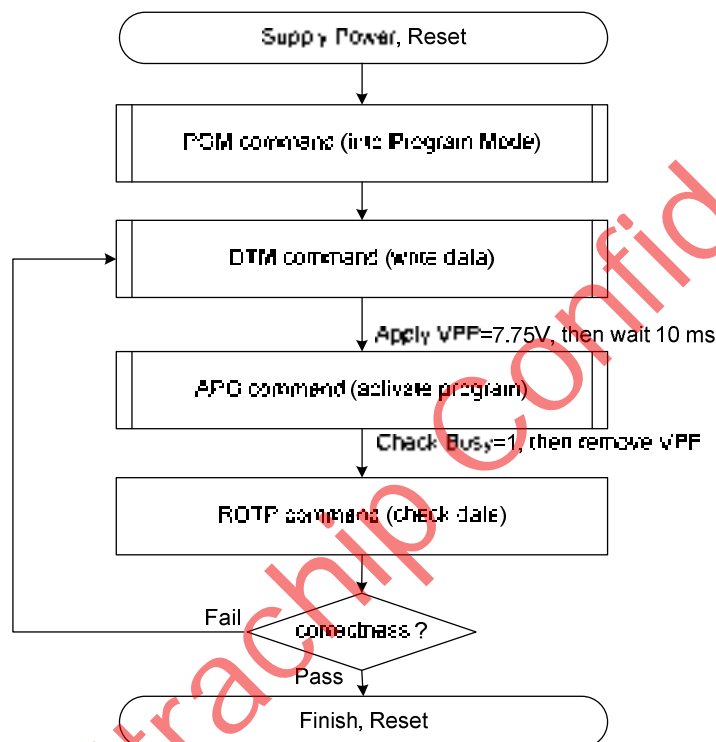 Supply Power, Reset
PGM command (into Program Mode)
DTM command (write data)
Apply VPP=7.75V, then wait 10 ms
APG command (activate program)
Check Busy=1, then remove VPP
ROTP command (check data)
Fail
correctness ?
Pass
Finish, Reset